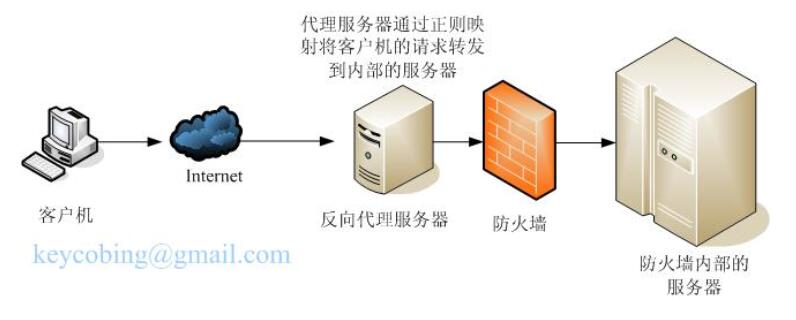 代理服务器通过正则映
射将客户机的请求转发
到内部的服务器
Internet
客户机
反向代理服务器
防火墙
keycobing@gmail.com
防火墙内部的
服务器